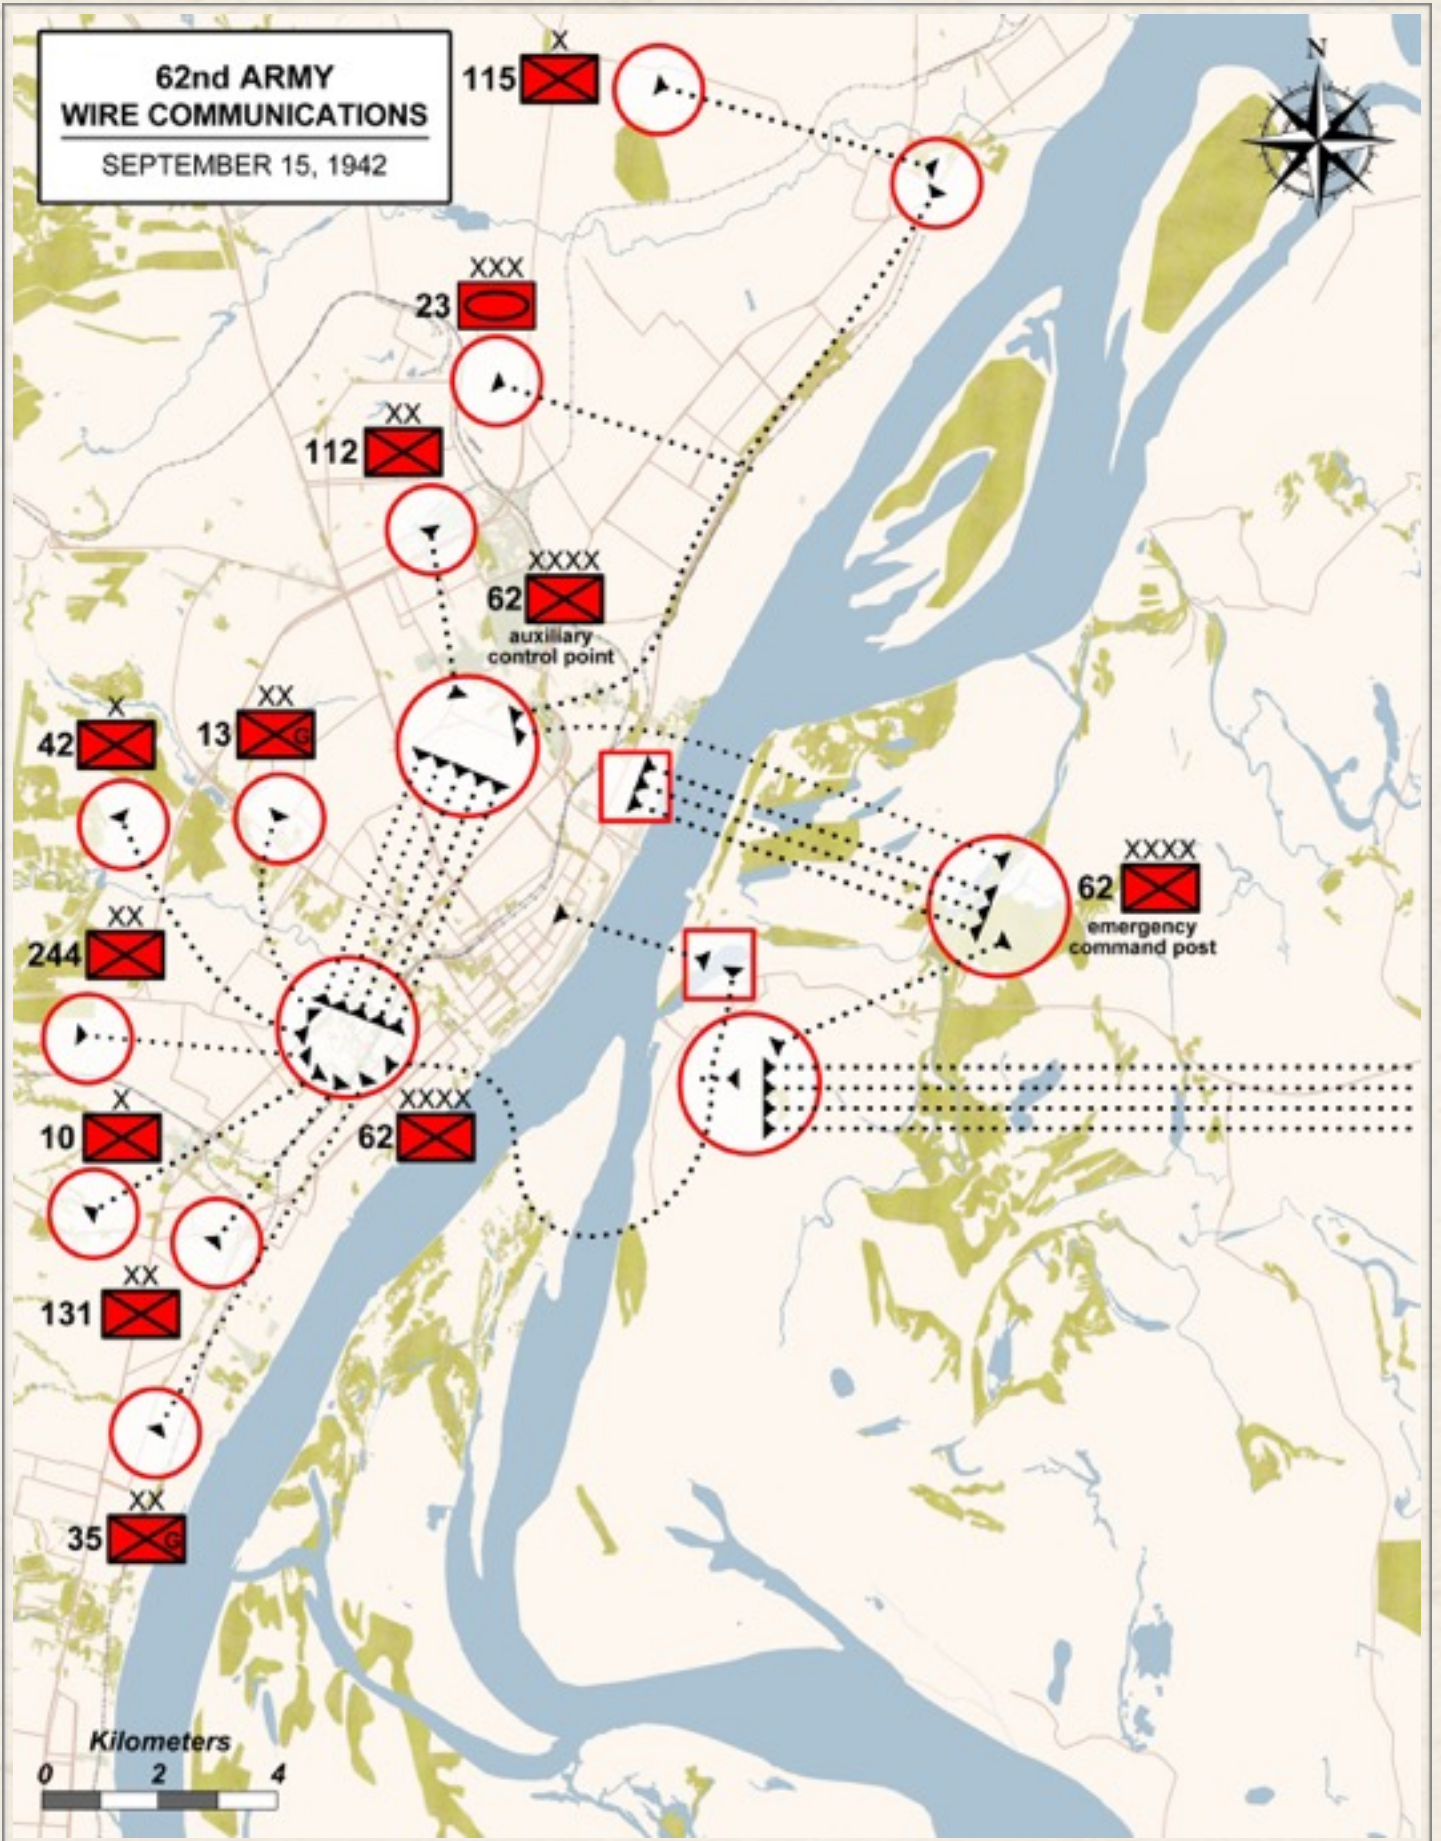 62nd ARMY
WIRE COMMUNICATIONS
SEPTEMBER 15, 1942
N
X
115
XXX
23
XX
112
XXXX
62
auxiliary
control point
X
42
XX
13
G
XXXX
62
emergency
command post
XX
244
X
10
XXXX
62
XX
131
XX
35
G
Kilometers
0 2 4